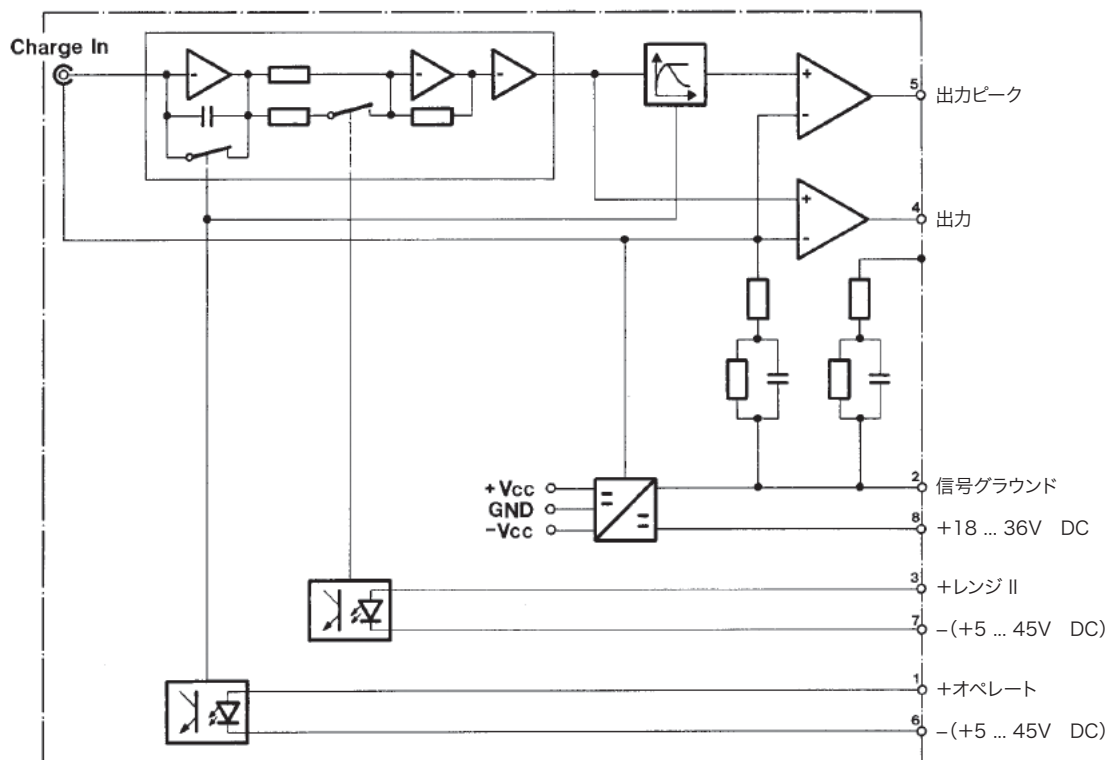 Charge In
5 出力ピーク
4 出力
+Vcc
GND
-Vcc
2 信号グラウンド
8 +18 ... 36V DC
3 +レンジ II
7 -(+5 ... 45V DC)
1 +オペレート
6 -(+5 ... 45V DC)